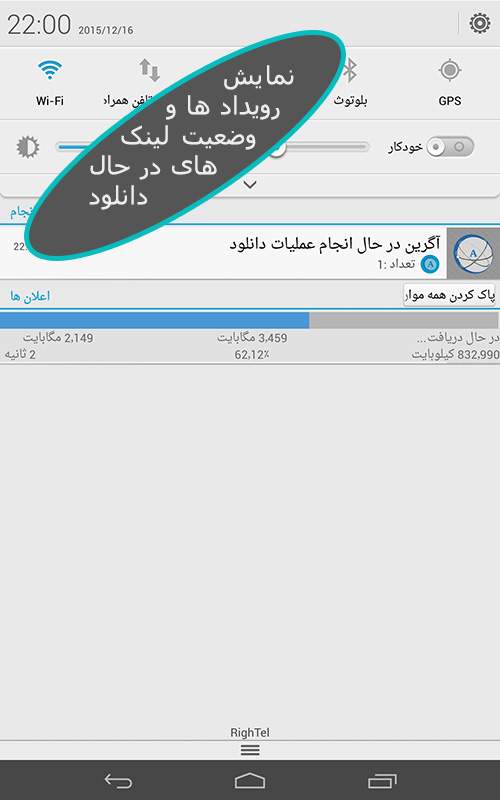 22:00 2015/12/16
نمایش
رویداد ها و
وضعیت لینک
های در حال
دانلود
Wi-Fi
تلفن همراه
بلوتوث
GPS
خودکار
انجام
آگرین در حال انجام عملیات دانلود
22:
تعداد :1
A
A
اعلان ها
پاک کردن همه موار
در حال دریافت...
3,459 مگابایت
2,149 مگابایت
832,990 کیلوبایت
62,12٪
2 ثانیه
RighTel